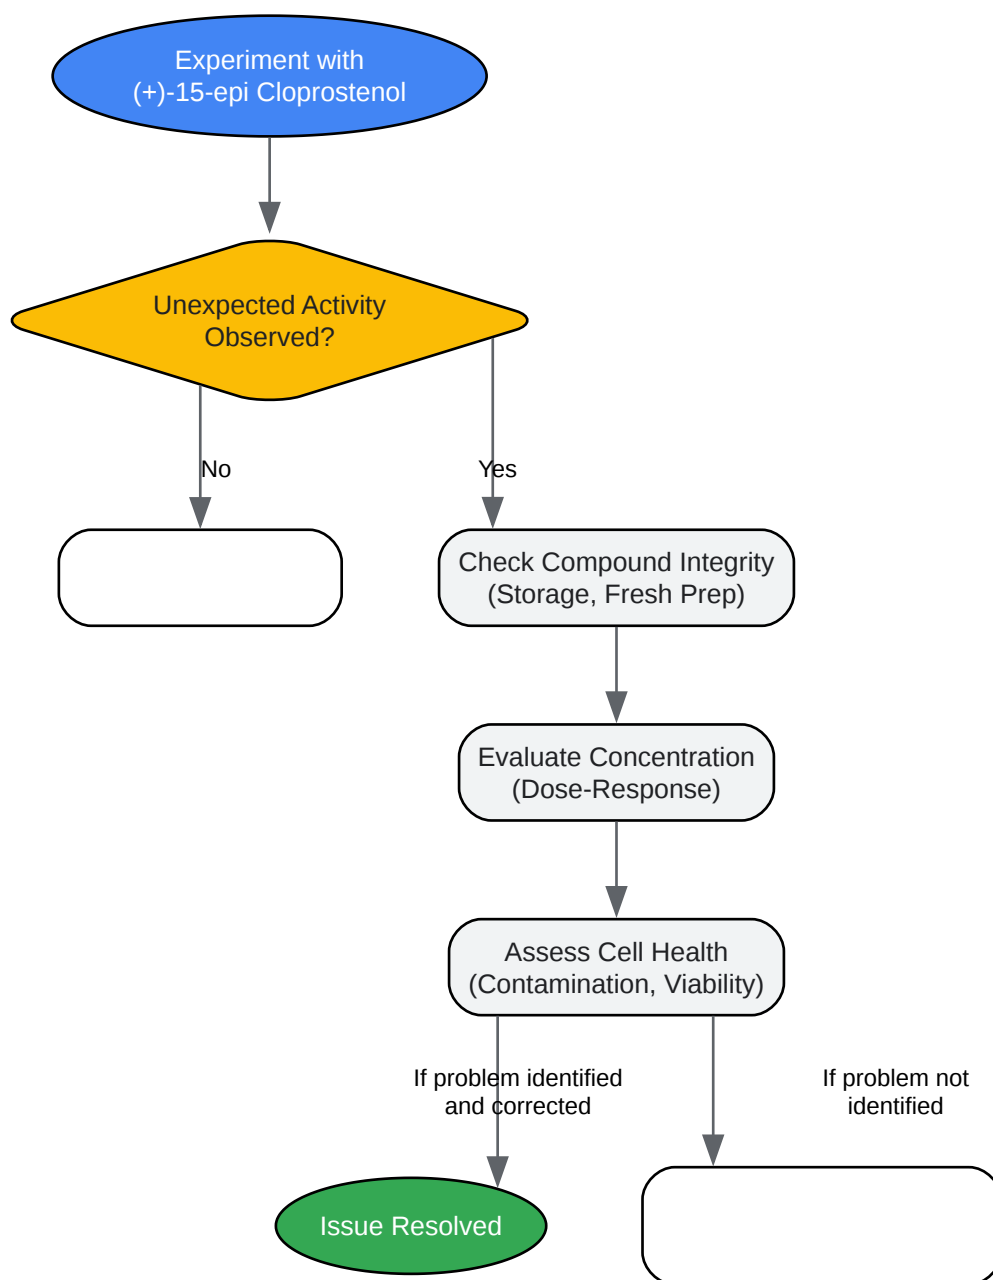 Experiment with
(+)-15-epi Cloprostenol
Unexpected Activity
Observed?
No
Yes
Check Compound Integrity
(Storage, Fresh Prep)
Evaluate Concentration
(Dose-Response)
Assess Cell Health
(Contamination, Viability)
If problem identified
and corrected
If problem not
identified
Issue Resolved